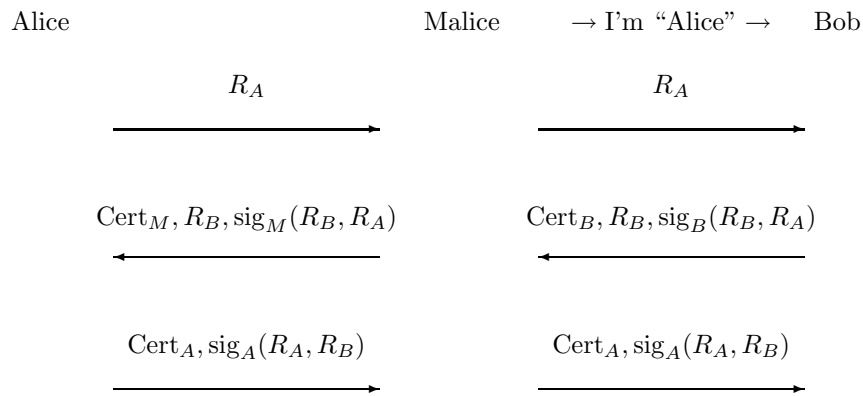 Alice Malice → I'm “Alice” → Bob
R_A R_A
Cert_M, R_B, sig_M(R_B, R_A) Cert_B, R_B, sig_B(R_B, R_A)
Cert_A, sig_A(R_A, R_B) Cert_A, sig_A(R_A, R_B)